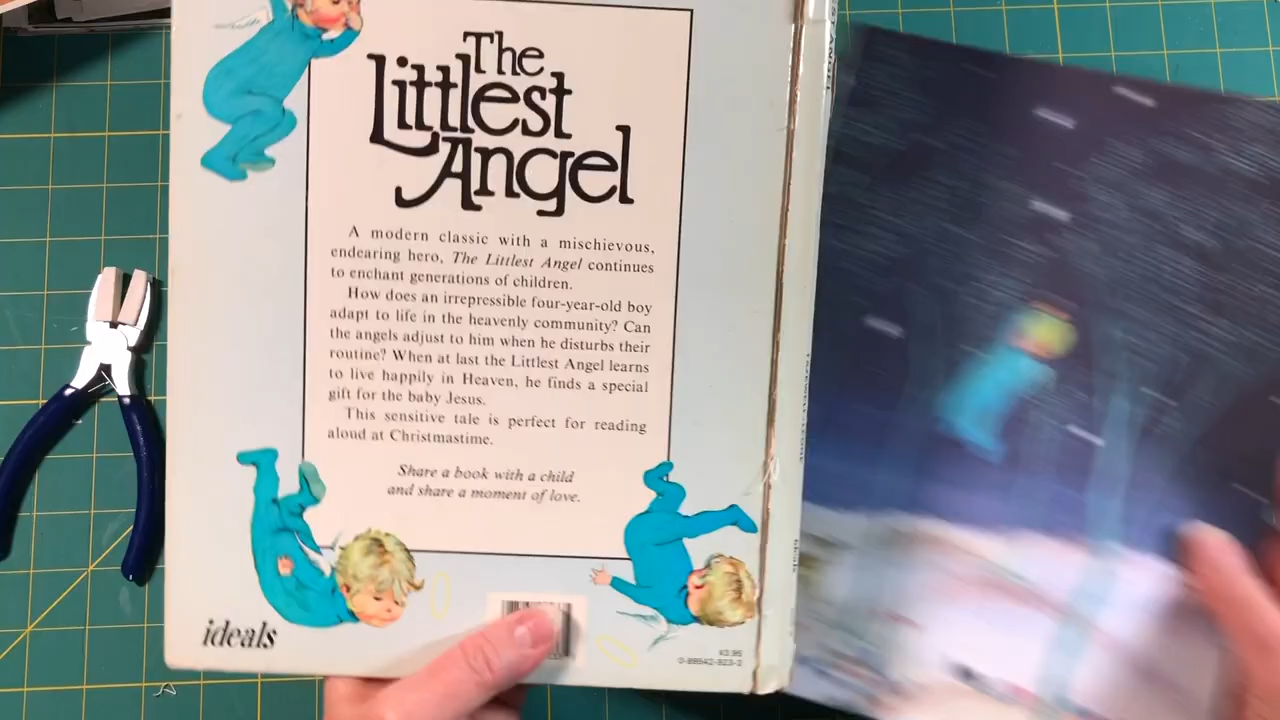 The
Littlest
Angel
A modern classic with a mischievous,
endearing hero, The Littlest Angel continues
to enchant generations of children.
How does an irrepressible four-year-old boy
adapt to life in the heavenly community? Can
the angels adjust to him when he disturbs their
routine? When at last the Littlest Angel learns
to live happily in Heaven, he finds a special
gift for the baby Jesus.
This sensitive tale is perfect for reading
aloud at Christmastime.
Share a book with a child
and share a moment of love.
ideals